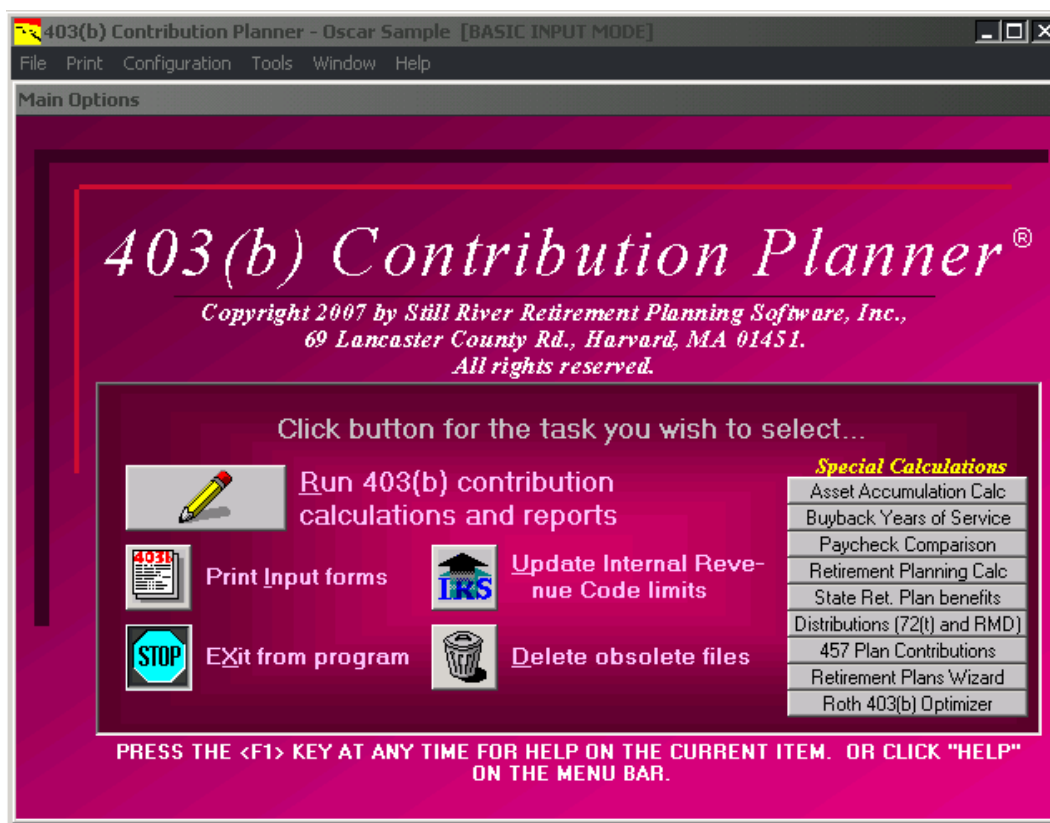 403(b) Contribution Planner - Oscar Sample [BASIC INPUT MODE]
File Print Configuration Tools Window Help
Main Options
403(b) Contribution Planner®
Copyright 2007 by Still River Retirement Planning Software, Inc.,
69 Lancaster County Rd., Harvard, MA 01451.
All rights reserved.
Click button for the task you wish to select...
Run 403(b) contribution
calculations and reports
403b
Print Input forms
IRS
Update Internal Reve-
nue Code limits
STOP
EXit from program
Delete obsolete files
Special Calculations
Asset Accumulation Calc
Buyback Years of Service
Paycheck Comparison
Retirement Planning Calc
State Ret. Plan benefits
Distributions (72(t) and RMD)
457 Plan Contributions
Retirement Plans Wizard
Roth 403(b) Optimizer
PRESS THE <F1> KEY AT ANY TIME FOR HELP ON THE CURRENT ITEM. OR CLICK "HELP"
ON THE MENU BAR.